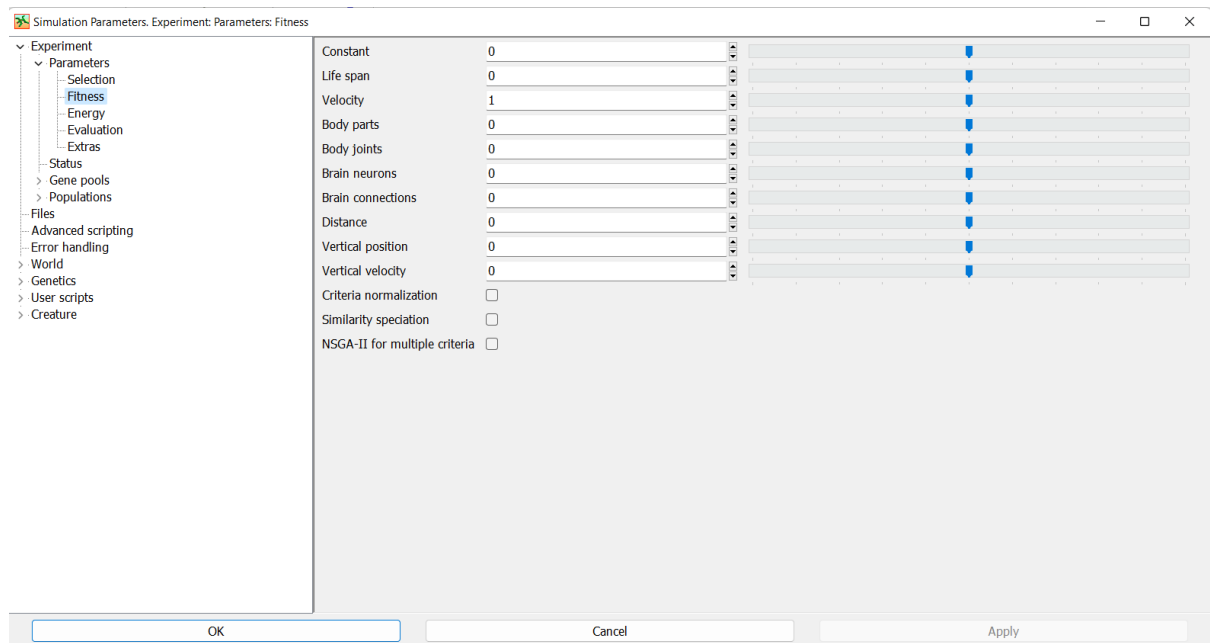 Simulation Parameters. Experiment: Parameters: Fitness
Experiment
Parameters
Selection
Fitness
Energy
Evaluation
Extras
Status
Gene pools
Populations
Files
Advanced scripting
Error handling
World
Genetics
User scripts
Creature
Constant 0
Life span 0
Velocity 1
Body parts 0
Body joints 0
Brain neurons 0
Brain connections 0
Distance 0
Vertical position 0
Vertical velocity 0
Criteria normalization
Similarity speciation
NSGA-II for multiple criteria
OK Cancel Apply